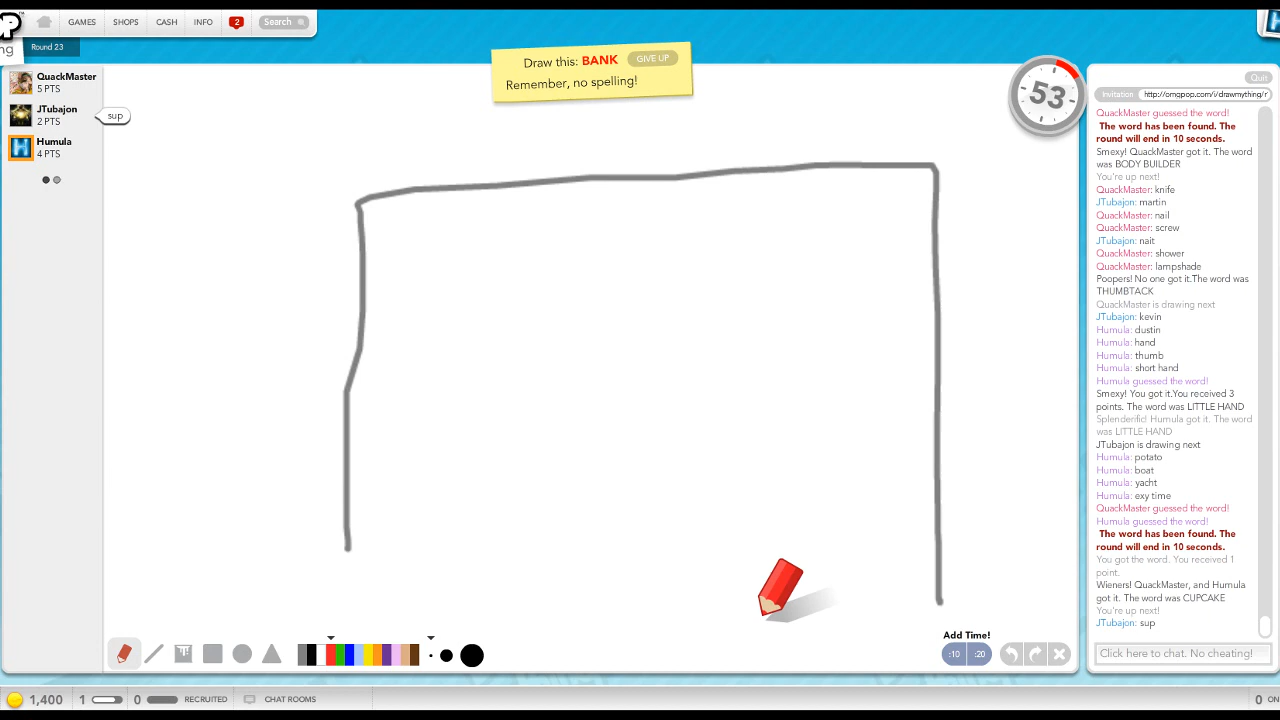 GAMES SHOPS CASH INFO 2 Search
ng Round 23
Draw this: BANK GIVE UP
Remember, no spelling!
QuackMaster
5 PTS
JTubajon
2 PTS
sup
Humula
4 PTS
53
Quit
Invitation http://omgpop.com/i/drawmything/r
QuackMaster guessed the word!
The word has been found. The
round will end in 10 seconds.
Smexy! QuackMaster got it. The word
was BODY BUILDER
You're up next!
QuackMaster: knife
JTubajon: martin
QuackMaster: nail
QuackMaster: screw
JTubajon: nait
QuackMaster: shower
QuackMaster: lampshade
Poopers! No one got it.The word was
THUMBTACK
QuackMaster is drawing next
JTubajon: kevin
Humula: dustin
Humula: hand
Humula: thumb
Humula: short hand
Humula guessed the word!
Smexy! You got it.You received 3
points. The word was LITTLE HAND
Splenderific! Humula got it. The word
was LITTLE HAND
JTubajon is drawing next
Humula: potato
Humula: boat
Humula: yacht
Humula: exy time
QuackMaster guessed the word!
Humula guessed the word!
The word has been found. The
round will end in 10 seconds.
You got the word. You received 1
point.
Wieners! QuackMaster, and Humula
got it. The word was CUPCAKE
You're up next!
JTubajon: sup
Click here to chat. No cheating!
Add Time!
:10 :20
1,400 1 0 RECRUITED CHAT ROOMS 0 ON